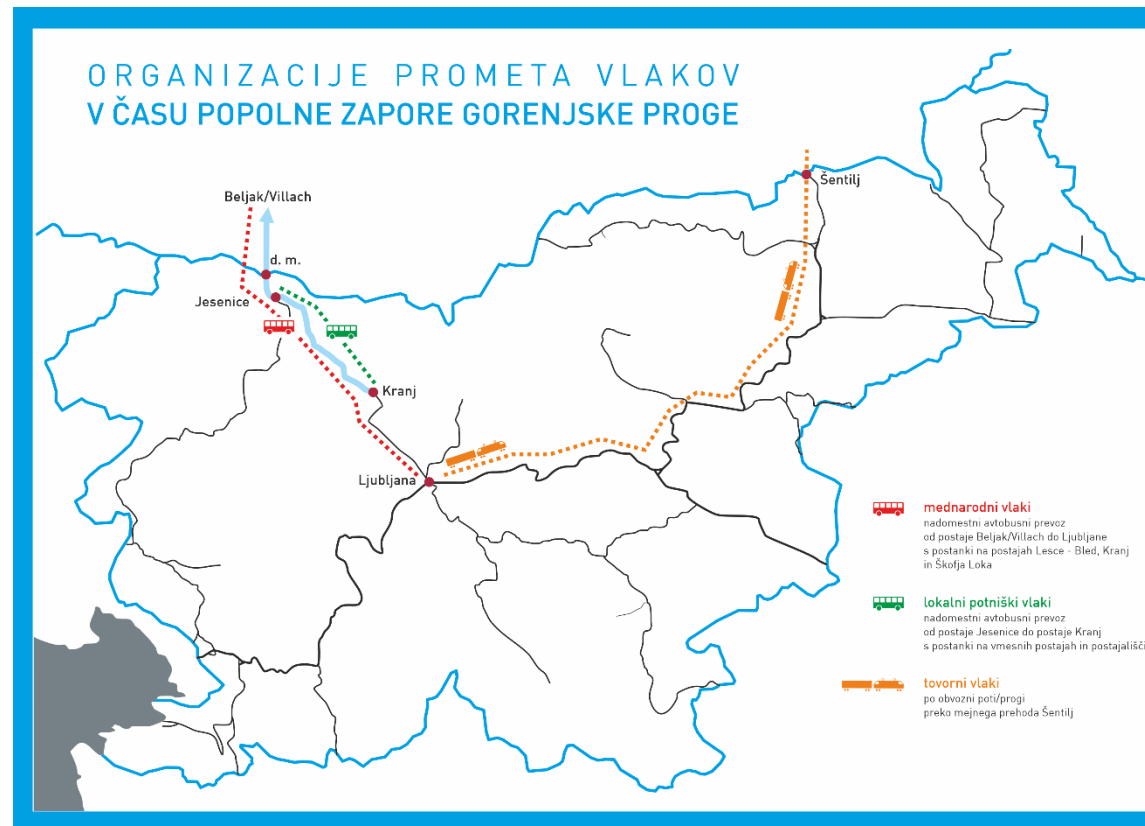 ORGANIZACIJE PROMETA VLAKOV
V ČASU POPOLNE ZAPORE GORENJSKE PROGE
Beljak/Villach
d. m.
Jesenice
Kranj
Ljubljana
Šentilj
mednarodni vlaki
nadomestni avtobusni prevoz
od postaje Beljak/Villach do Ljubljane
s postanki na postajah Lesce - Bled, Kranj
in Škofja Loka
lokalni potniški vlaki
nadomestni avtobusni prevoz
od postaje Jesenice do postaje Kranj
s postanki na vmesnih postajah in postajališči
tovorni vlaki
po obvozni poti/progi
preko mejnega prehoda Šentilj